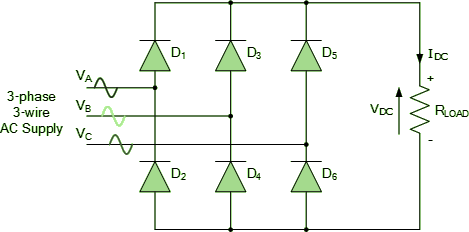 D1 D3 D5
IDC
VA
3-phase
3-wire
AC Supply
VB
VC
+
VDC
RLOAD
-
D2 D4 D6